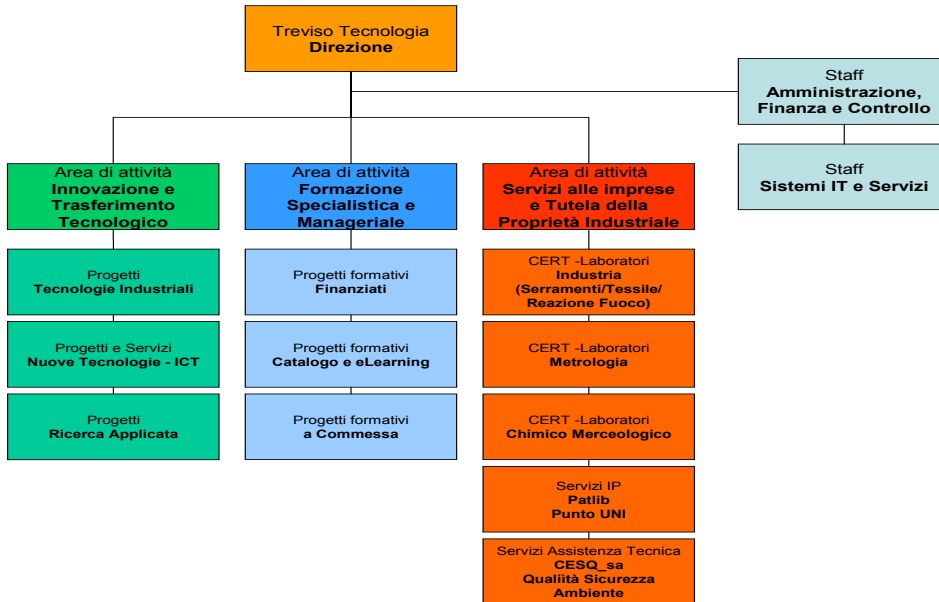 Treviso Tecnologia
Direzione
Staff
Amministrazione,
Finanza e Controllo
Staff
Sistemi IT e Servizi
Area di attività
Innovazione e
Trasferimento
Tecnologico
Area di attività
Formazione
Specialistica e
Manageriale
Area di attività
Servizi alle imprese
e Tutela della
Proprietà Industriale
Progetti
Tecnologie Industriali
Progetti formativi
Finanziati
CERT -Laboratori
Industria
(Serramenti/Tessile/
Reazione Fuoco)
Progetti e Servizi
Nuove Tecnologie - ICT
Progetti formativi
Catalogo e eLearning
CERT -Laboratori
Metrologia
Progetti
Ricerca Applicata
Progetti formativi
a Commessa
CERT -Laboratori
Chimico Merceologico
Servizi IP
Patlib
Punto UNI
Servizi Assistenza Tecnica
CESQ_sa
Qualiità Sicurezza
Ambiente